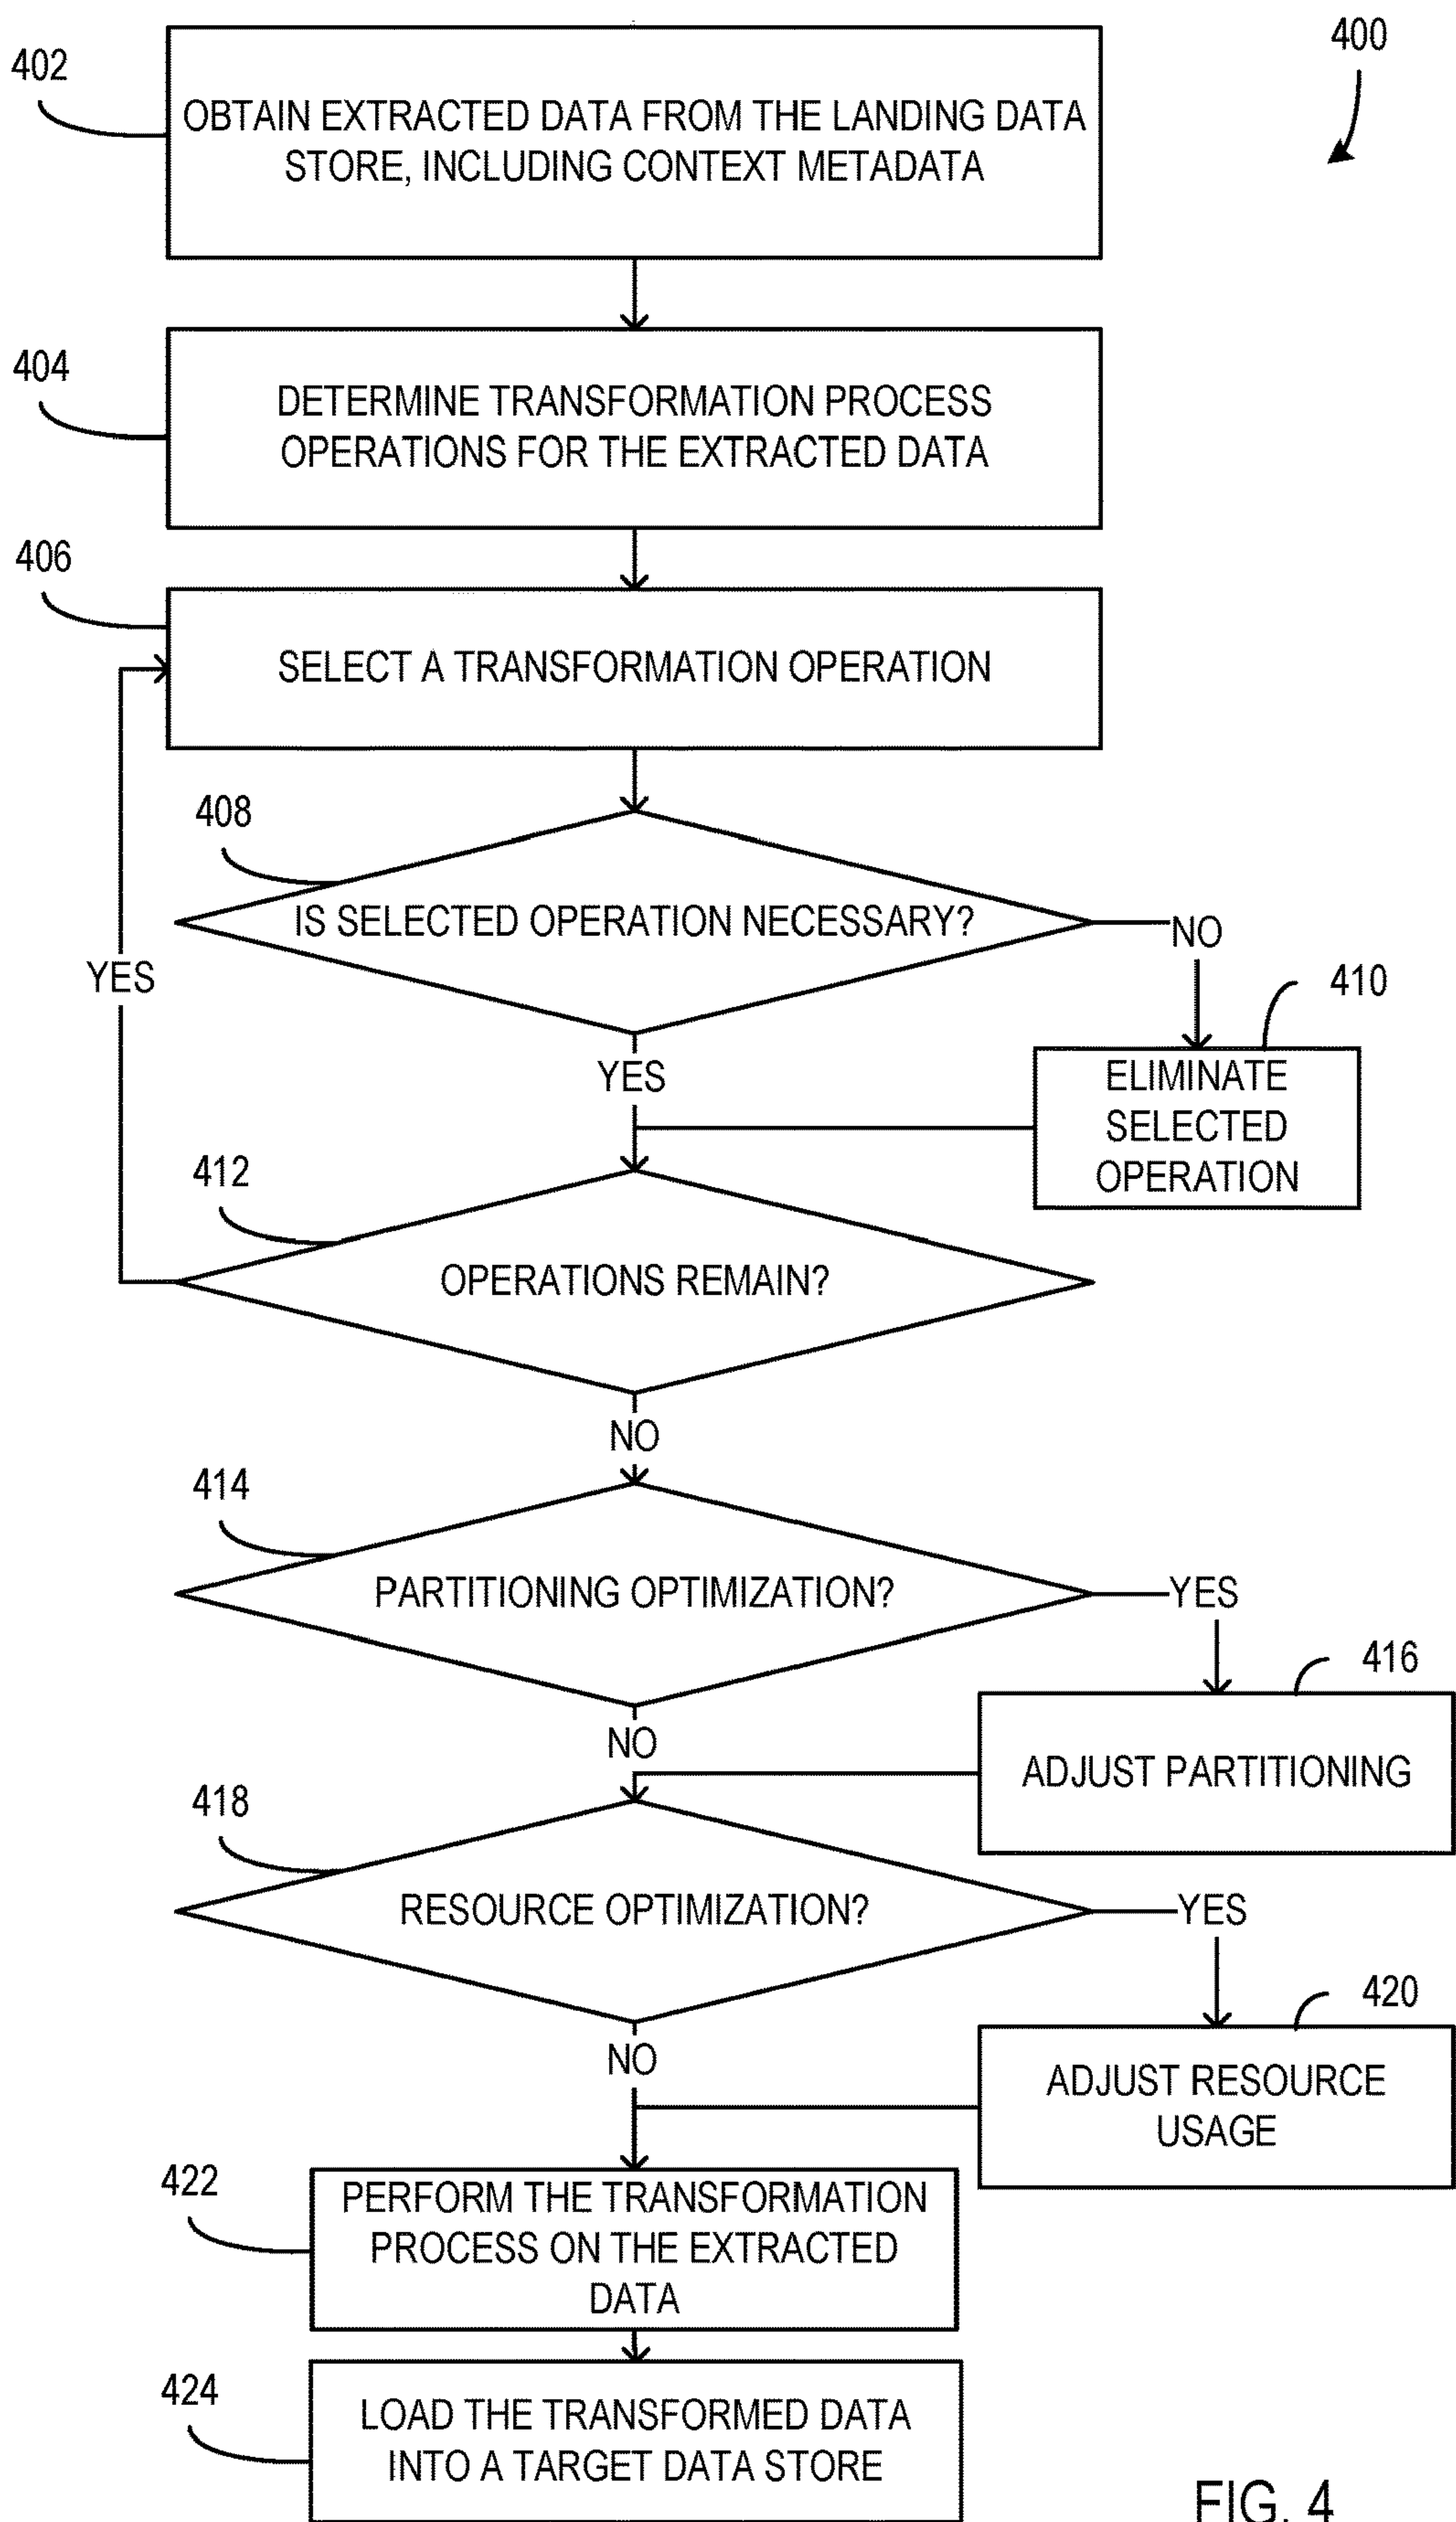 400
402
OBTAIN EXTRACTED DATA FROM THE LANDING DATA
STORE, INCLUDING CONTEXT METADATA
404
DETERMINE TRANSFORMATION PROCESS
OPERATIONS FOR THE EXTRACTED DATA
406
SELECT A TRANSFORMATION OPERATION
408
IS SELECTED OPERATION NECESSARY?
NO
YES
YES
410
ELIMINATE
SELECTED
OPERATION
412
OPERATIONS REMAIN?
NO
414
PARTITIONING OPTIMIZATION?
YES
416
NO
ADJUST PARTITIONING
418
RESOURCE OPTIMIZATION?
YES
420
NO
ADJUST RESOURCE
USAGE
422
PERFORM THE TRANSFORMATION
PROCESS ON THE EXTRACTED
DATA
424
LOAD THE TRANSFORMED DATA
INTO A TARGET DATA STORE
FIG. 4